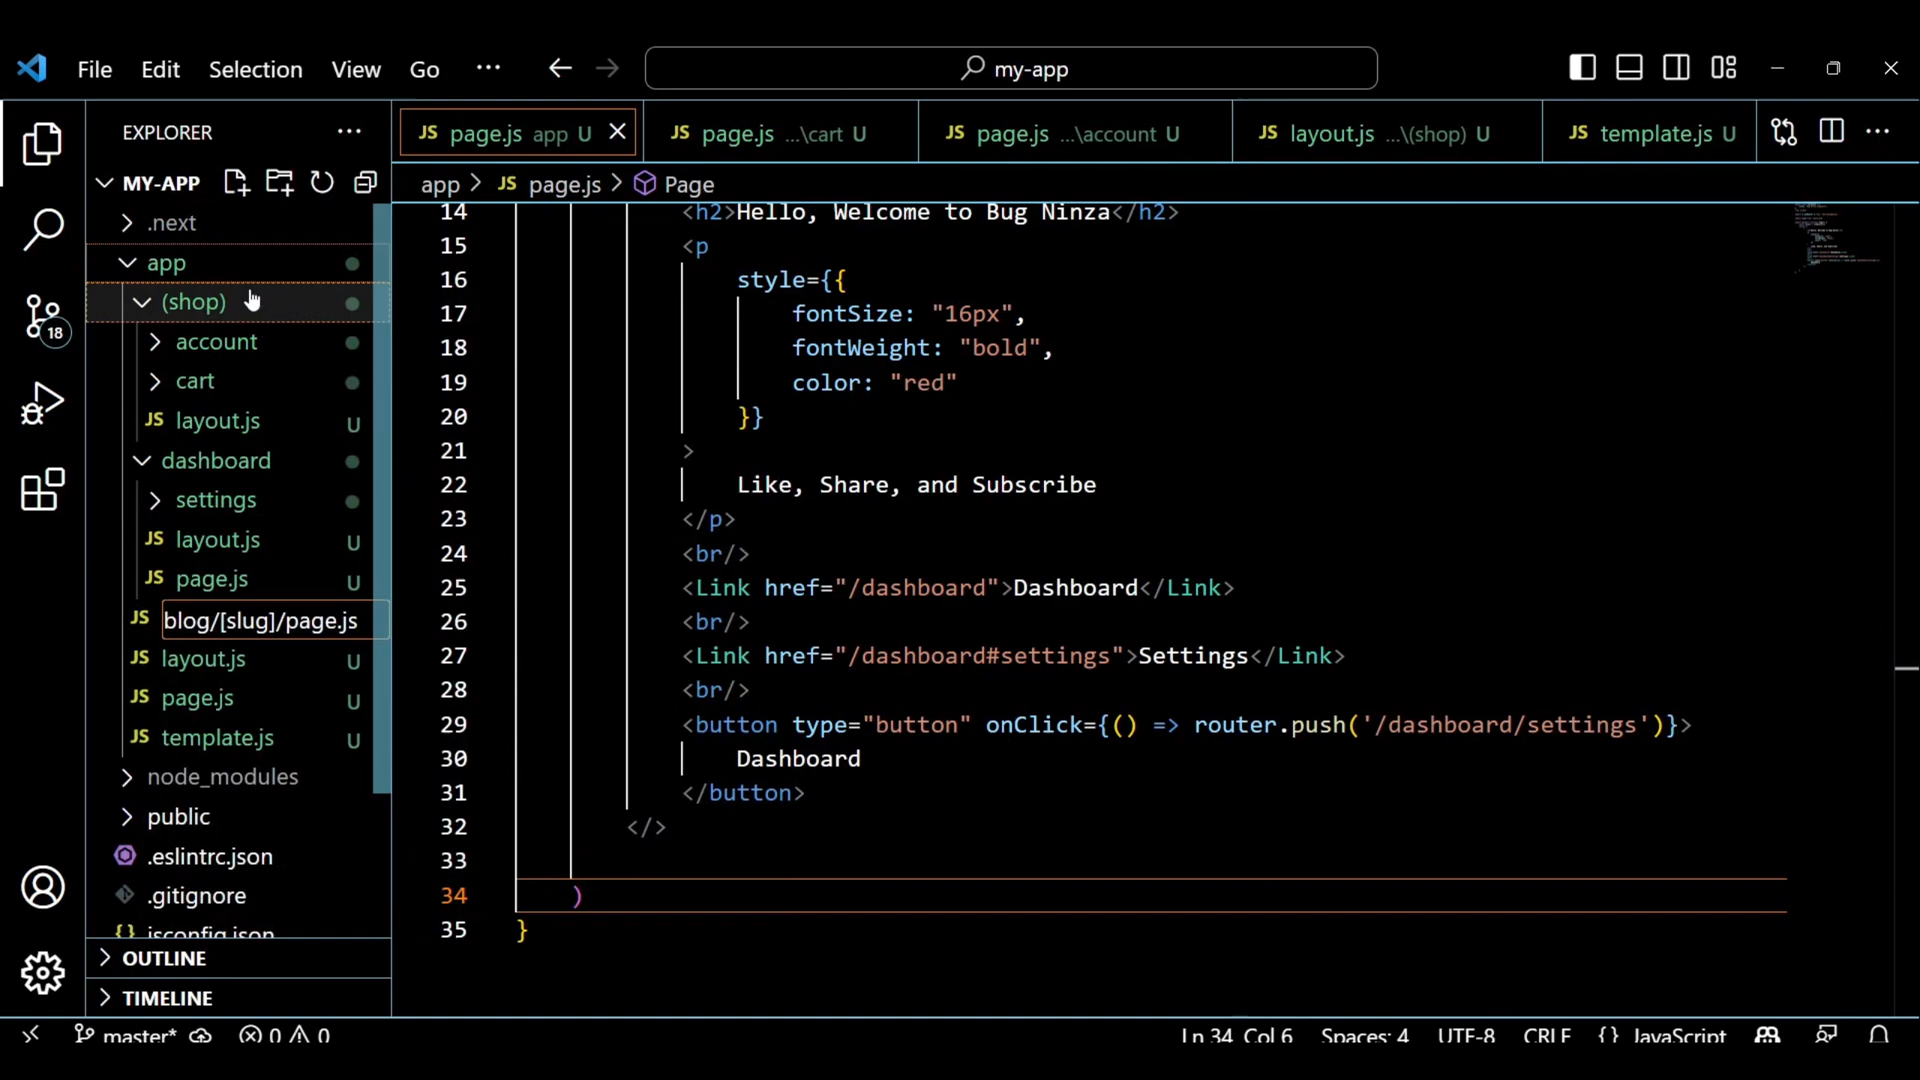 File Edit Selection View Go ··· my-app
EXPLORER
MY-APP
.next
app
(shop)
account
cart
JS layout.js U
dashboard
settings
JS layout.js U
JS page.js U
JS blog/[slug]/page.js
JS layout.js U
JS page.js U
JS template.js U
node_modules
public
.eslintrc.json
.gitignore
{} jsconfig.json
OUTLINE
TIMELINE
18
JS page.js app U
JS page.js ...\cart U
JS page.js ...\account U
JS layout.js ...\(shop) U
JS template.js U
app > JS page.js > Page
14 <h2>Hello, Welcome to Bug Ninza</h2>
15 <p
16 style={{
17 fontSize: "16px",
18 fontWeight: "bold",
19 color: "red"
20 }}
21 >
22 Like, Share, and Subscribe
23 </p>
24 <br/>
25 <Link href="/dashboard">Dashboard</Link>
26 <br/>
27 <Link href="/dashboard#settings">Settings</Link>
28 <br/>
29 <button type="button" onClick={() => router.push('/dashboard/settings')}>
30 Dashboard
31 </button>
32 </>
33
34 )
35 }
master* 0 0 Ln 34, Col 6 Spaces: 4 UTF-8 CRLF {} JavaScript